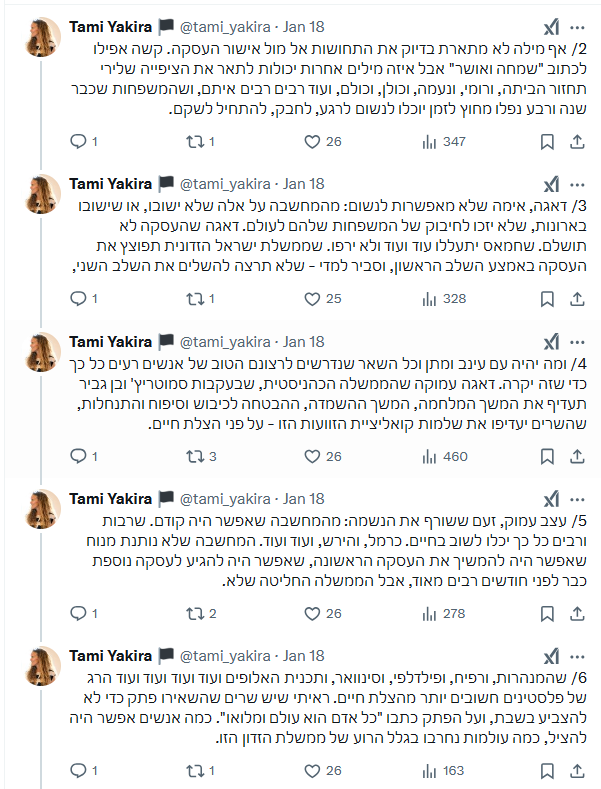 Tami Yakira 🏴 @tami_yakira · Jan 18
2/ אף מילה לא מתארת בדיוק את התחושות אל מול אישור העסקה. קשה אפילו
לכתוב "שמחה ואושר" אבל איזה מילים אחרות יכולות לתאר את הציפייה שלירי
תחזור הביתה, ורומי, ונעמה, וכולן, וכולם, ועוד רבים רבים איתם, ושהמשפחות שכבר
שנה ורבע נפלו מחוץ לזמן יוכלו לנשום לרגע, לחבק, להתחיל לשקם.
1 1 26 347
Tami Yakira 🏴 @tami_yakira · Jan 18
3/ דאגה, אימה שלא מאפשרות לנשום: מהמחשבה על אלה שלא ישובו, או שישובו
בארונות, שלא יזכו לחיבוק של המשפחות שלהם לעולם. דאגה שהעסקה לא
תושלם. שחמאס יתעללו עוד ועוד ולא ירפו. שממשלת ישראל הזדונית תפוצץ את
העסקה באמצע השלב הראשון, וסביר למדי - שלא תרצה להשלים את השלב השני,
1 1 25 328
Tami Yakira 🏴 @tami_yakira · Jan 18
4/ ומה יהיה עם עינב ומתן וכל השאר שנדרשים לרצונם הטוב של אנשים רעים כל כך
כדי שזה יקרה. דאגה עמוקה שהממשלה הכהניסטית, שבעקבות סמוטריץ' ובן גביר
תעדיף את המשך המלחמה, המשך ההשמדה, ההבטחה לכיבוש וסיפוח והתנחלות,
שהשרים יעדיפו את שלמות קואליציית הזוועות הזו - על פני הצלת חיים.
1 3 26 460
Tami Yakira 🏴 @tami_yakira · Jan 18
5/ עצב עמוק, זעם ששורף את הנשמה: מהמחשבה שאפשר היה קודם. שרבות
ורבים כל כך יכלו לשוב בחיים. כרמל, והירש, ועוד ועוד. המחשבה שלא נותנת מנוח
שאפשר היה להמשיך את העסקה הראשונה, שאפשר היה להגיע לעסקה נוספת
כבר לפני חודשים רבים מאוד, אבל הממשלה החליטה שלא.
1 2 26 278
Tami Yakira 🏴 @tami_yakira · Jan 18
6/ שהמנהרות, ורפיח, ופילדלפי, וסינוואר, ותכנית האלופים ועוד ועוד ועוד ועוד הרג
של פלסטינים חשובים יותר מהצלת חיים. ראיתי שיש שרים שהשאירו פתק כדי לא
להצביע בשבת, ועל הפתק כתבו "כל אדם הוא עולם ומלואו". כמה אנשים אפשר היה
להציל, כמה עולמות נחרבו בגלל הרוע של ממשלת הזדון הזו.
1 1 26 163